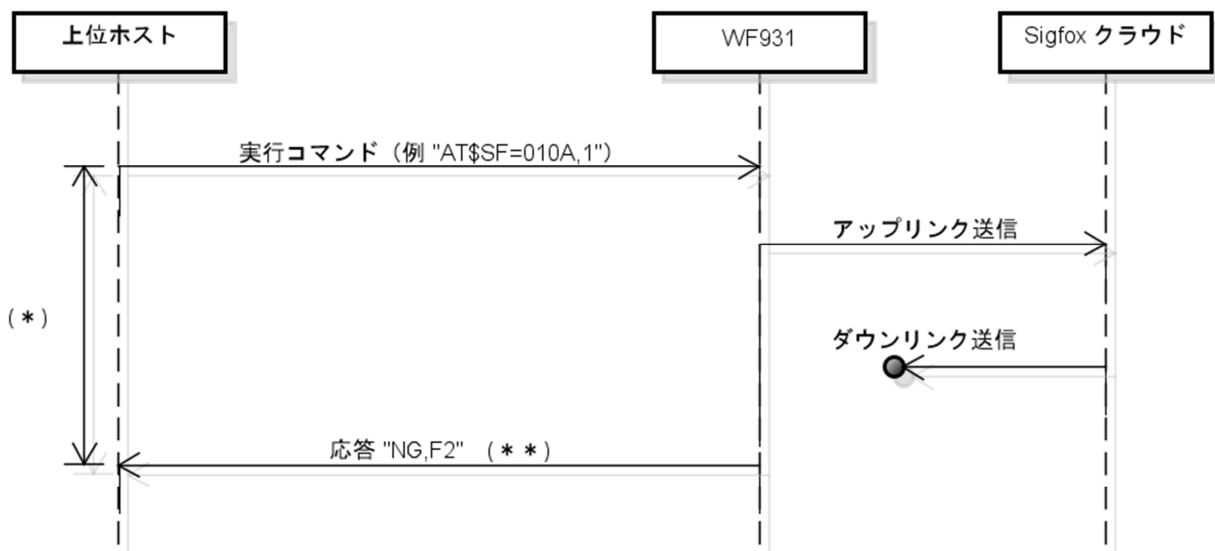 上位ホスト
WF931
Sigfox クラウド
実行コマンド（例 "AT$SF=010A,1"）
アップリンク送信
(＊)
ダウンリンク送信
応答 "NG,F2" (＊＊)